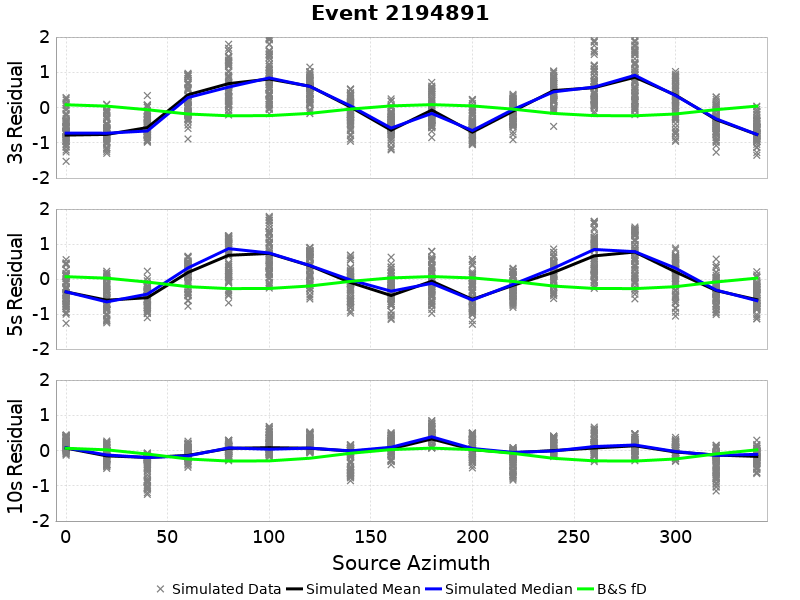 Event 2194891
2
1
0
-1
-2
3s Residual
2
1
0
-1
-2
5s Residual
2
1
0
-1
-2
10s Residual
0 50 100 150 200 250 300
Source Azimuth
Simulated Data Simulated Mean Simulated Median B&S fD